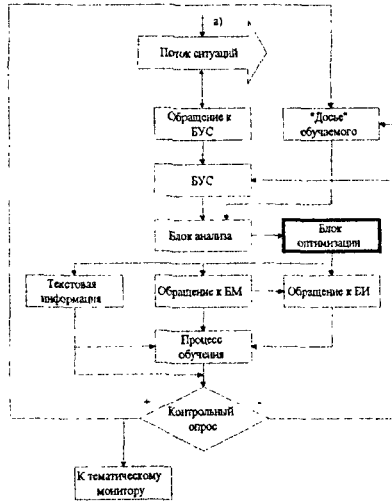 а)
Поток ситуаций
Обращение к
БУС
"Досье"
обучаемого
БУС
Блок анализа
Блок
оптимизации
Текстовая
информация
Обращение к БМ
Обращение к БИ
Процесс
обучения
+
-
Контрольный
опрос
К тематическому
монитору